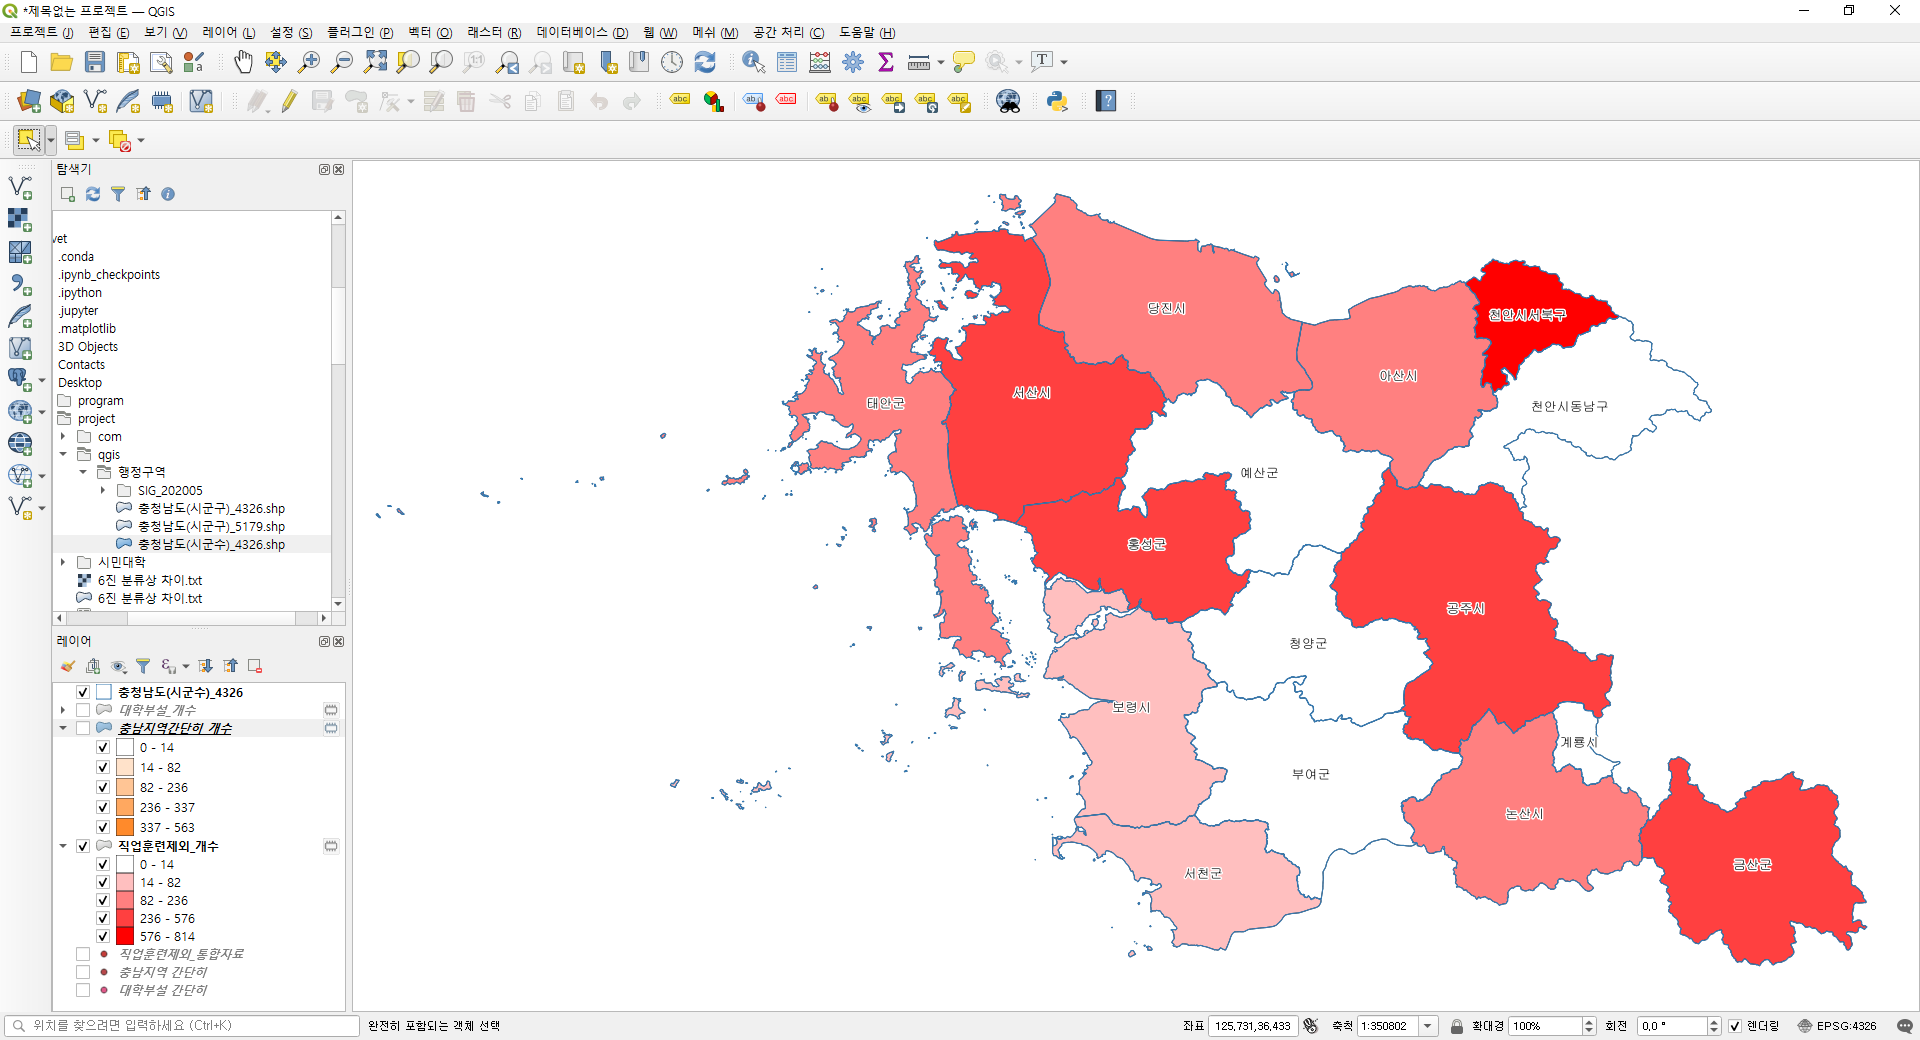 *제목없는 프로젝트 — QGIS
프로젝트 (J) 편집 (E) 보기 (V) 레이어 (L) 설정 (S) 플러그인 (P) 벡터 (O) 래스터 (R) 데이터베이스 (D) 웹 (W) 메쉬 (M) 공간 처리 (C) 도움말 (H)
탐색기
vet
.conda
.ipynb_checkpoints
.ipython
.jupyter
.matplotlib
3D Objects
Contacts
Desktop
program
project
com
qgis
행정구역
SIG_202005
충청남도(시군구)_4326.shp
충청남도(시군구)_5179.shp
충청남도(시군수)_4326.shp
시민대학
6진 분류상 차이.txt
6진 분류상 차이.txt
레이어
충청남도(시군수)_4326
대학부설_개수
충남지역간단히_개수
0 - 14
14 - 82
82 - 236
236 - 337
337 - 563
직업훈련제외_개수
0 - 14
14 - 82
82 - 236
236 - 576
576 - 814
직업훈련제외_통합자료
충남지역 간단히
대학부설 간단히
당진시
천안시서북구
아산시
서산시
태안군
천안시동남구
예산군
홍성군
공주시
청양군
보령시
계룡시
부여군
논산시
금산군
서천군
위치를 찾으려면 입력하세요 (Ctrl+K)
완전히 포함되는 객체 선택
좌표 125,731,36,433 축척 1:350802 확대경 100% 회전 0,0 ° 렌더링 EPSG:4326